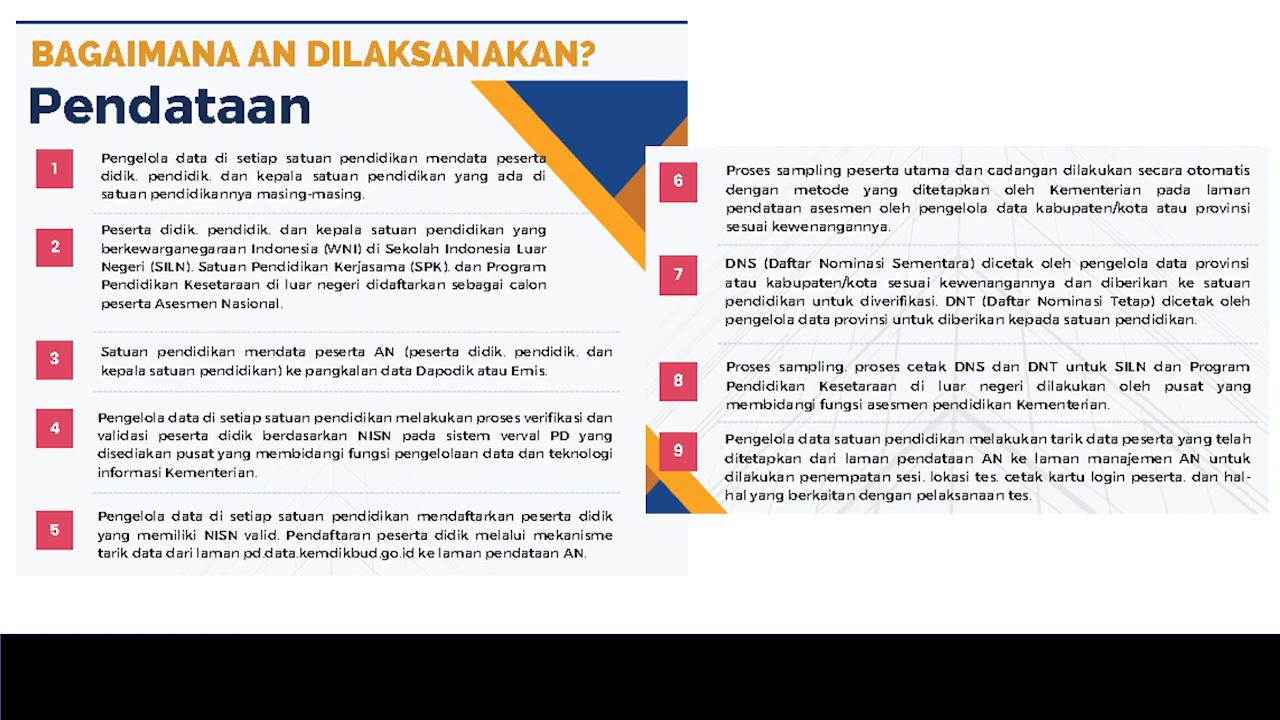 BAGAIMANA AN DILAKSANAKAN?
Pendataan
1
Pengelola data di setiap satuan pendidikan mendata peserta
didik. pendidik. dan kepala satuan pendidikan yang ada di
satuan pendidikannya masing-masing.
2
Peserta didik. pendidik. dan kepala satuan pendidikan yang
berkewarganegaraan Indonesia (WNI) di Sekolah Indonesia Luar
Negeri (SILN). Satuan Pendidikan Kerjasama (SPK). dan Program
Pendidikan Kesetaraan di luar negeri didaftarkan sebagai calon
peserta Asesmen Nasional.
3
Satuan pendidikan mendata peserta AN (peserta didik. pendidik. dan
kepala satuan pendidikan) ke pangkalan data Dapodik atau Emis.
4
Pengelola data di setiap satuan pendidikan melakukan proses verifikasi dan
validasi peserta didik berdasarkan NISN pada sistem verval PD yang
disediakan pusat yang membidangi fungsi pengelolaan data dan teknologi
informasi Kementerian.
5
Pengelola data di setiap satuan pendidikan mendaftarkan peserta didik
yang memiliki NISN valid. Pendaftaran peserta didik melalui mekanisme
tarik data dari laman pd.data.kemdikbud.go.id ke laman pendataan AN.
6
Proses sampling peserta utama dan cadangan dilakukan secara otomatis
dengan metode yang ditetapkan oleh Kementerian pada laman
pendataan asesmen oleh pengelola data kabupaten/kota atau provinsi
sesuai kewenangannya.
7
DNS (Daftar Nominasi Sementara) dicetak oleh pengelola data provinsi
atau kabupaten/kota sesuai kewenangannya dan diberikan ke satuan
pendidikan untuk diverifikasi. DNT (Daftar Nominasi Tetap) dicetak oleh
pengelola data provinsi untuk diberikan kepada satuan pendidikan.
8
Proses sampling. proses cetak DNS dan DNT untuk SILN dan Program
Pendidikan Kesetaraan di luar negeri dilakukan oleh pusat yang
membidangi fungsi asesmen pendidikan Kementerian.
9
Pengelola data satuan pendidikan melakukan tarik data peserta yang telah
ditetapkan dari laman pendataan AN ke laman manajemen AN untuk
dilakukan penempatan sesi. lokasi tes. cetak kartu login peserta. dan hal-
hal yang berkaitan dengan pelaksanaan tes.